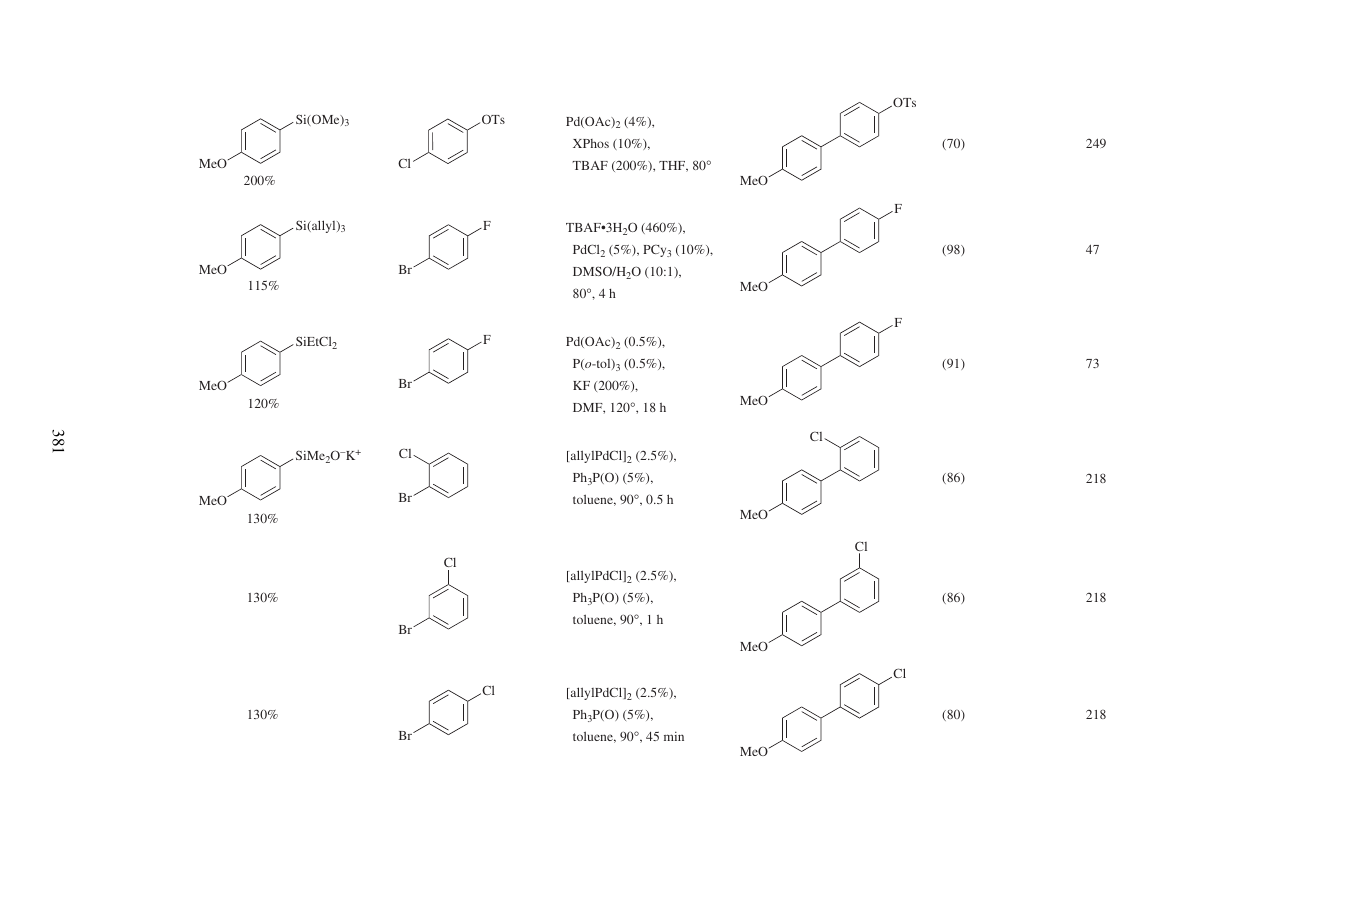 Si(OMe)₃
MeO
200%
OTs
Cl
Pd(OAc)₂ (4%),
XPhos (10%),
TBAF (200%), THF, 80°
OTs
MeO
(70)
249
Si(allyl)₃
MeO
115%
F
Br
TBAF•3H₂O (460%),
PdCl₂ (5%), PCy₃ (10%),
DMSO/H₂O (10:1),
80°, 4 h
F
MeO
(98)
47
SiEtCl₂
MeO
120%
F
Br
Pd(OAc)₂ (0.5%),
P(o-tol)₃ (0.5%),
KF (200%),
DMF, 120°, 18 h
F
MeO
(91)
73
381
SiMe₂O⁻K⁺
MeO
130%
Cl
Br
[allylPdCl]₂ (2.5%),
Ph₃P(O) (5%),
toluene, 90°, 0.5 h
Cl
MeO
(86)
218
130%
Cl
Br
[allylPdCl]₂ (2.5%),
Ph₃P(O) (5%),
toluene, 90°, 1 h
Cl
MeO
(86)
218
130%
Cl
Br
[allylPdCl]₂ (2.5%),
Ph₃P(O) (5%),
toluene, 90°, 45 min
Cl
MeO
(80)
218